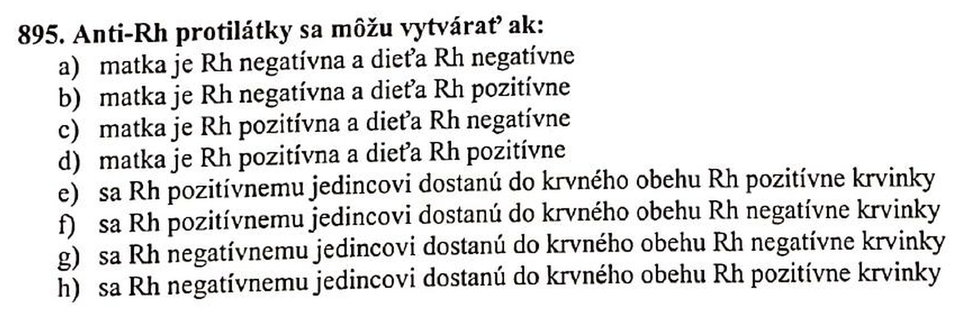 895. Anti-Rh protilátky sa môžu vytvárať ak:
a) matka je Rh negatívna a dieťa Rh negatívne
b) matka je Rh negatívna a dieťa Rh pozitívne
c) matka je Rh pozitívna a dieťa Rh negatívne
d) matka je Rh pozitívna a dieťa Rh pozitívne
e) sa Rh pozitívnemu jedincovi dostanú do krvného obehu Rh pozitívne krvinky
f) sa Rh pozitívnemu jedincovi dostanú do krvného obehu Rh negatívne krvinky
g) sa Rh negatívnemu jedincovi dostanú do krvného obehu Rh negatívne krvinky
h) sa Rh negatívnemu jedincovi dostanú do krvného obehu Rh pozitívne krvinky